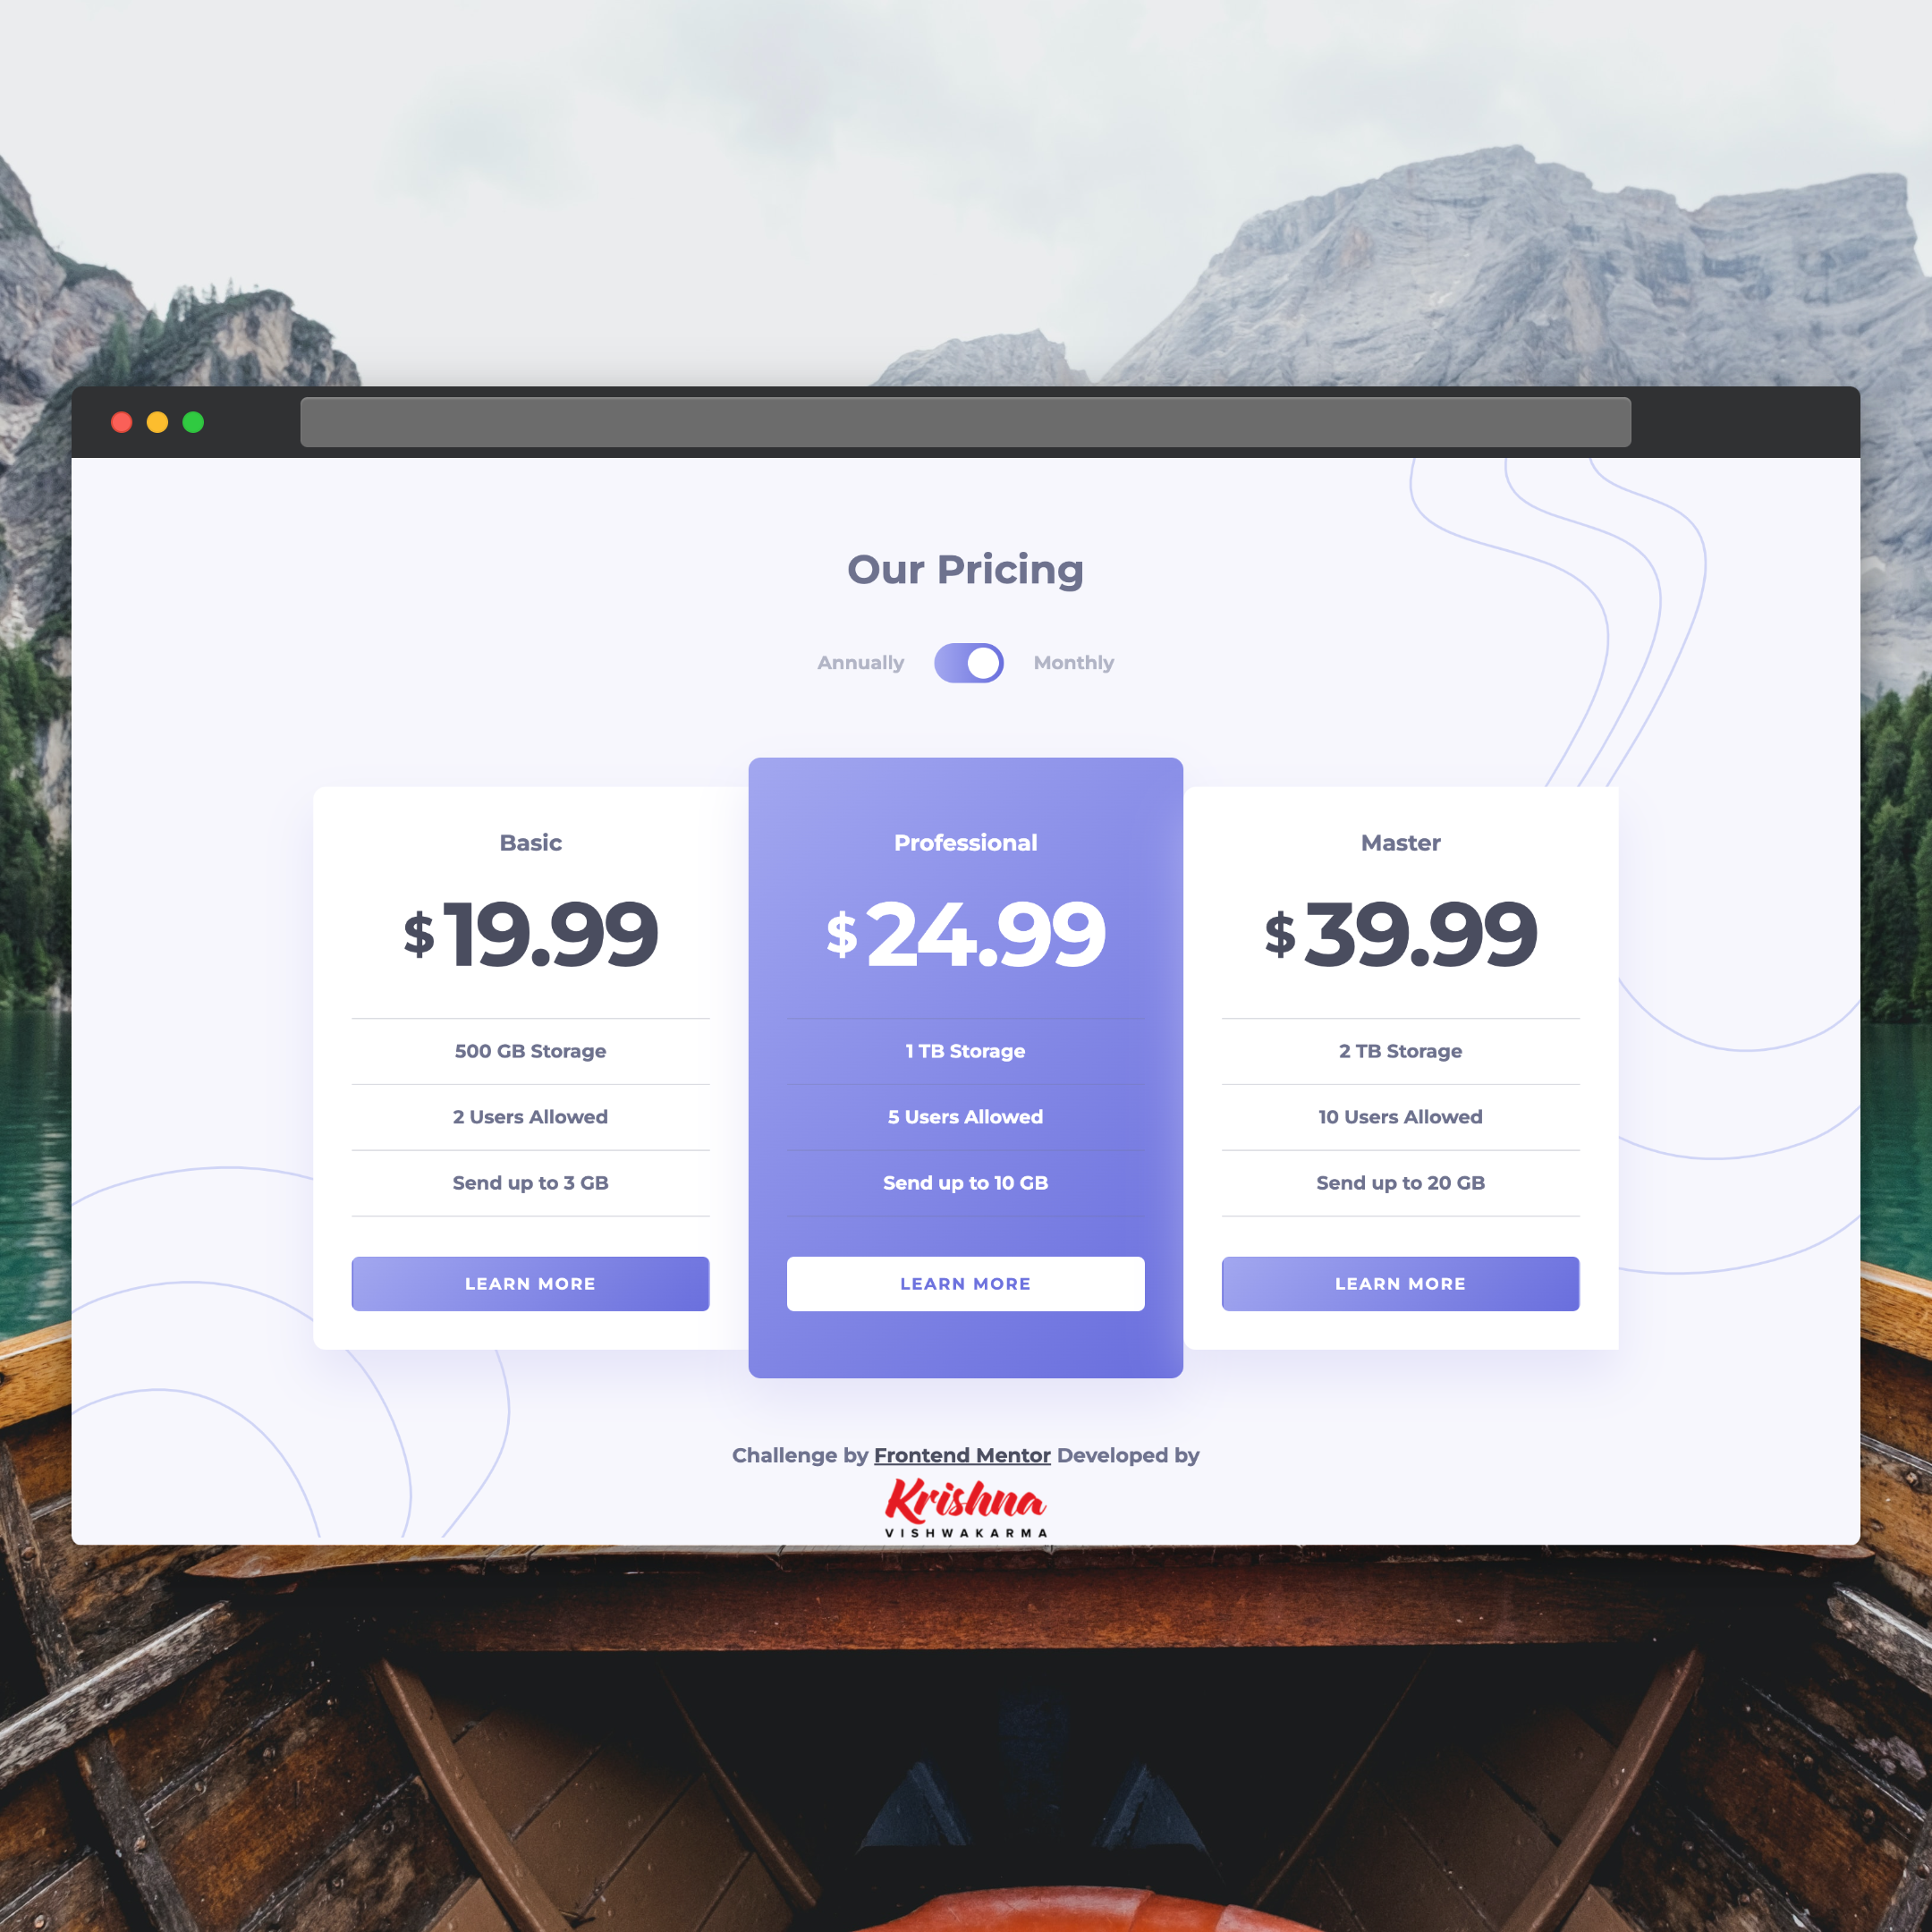 Our Pricing
Annually Monthly
Basic
$19.99
500 GB Storage
2 Users Allowed
Send up to 3 GB
LEARN MORE
Professional
$24.99
1 TB Storage
5 Users Allowed
Send up to 10 GB
LEARN MORE
Master
$39.99
2 TB Storage
10 Users Allowed
Send up to 20 GB
LEARN MORE
Challenge by Frontend Mentor Developed by
Krishna
VISHWAKARMA